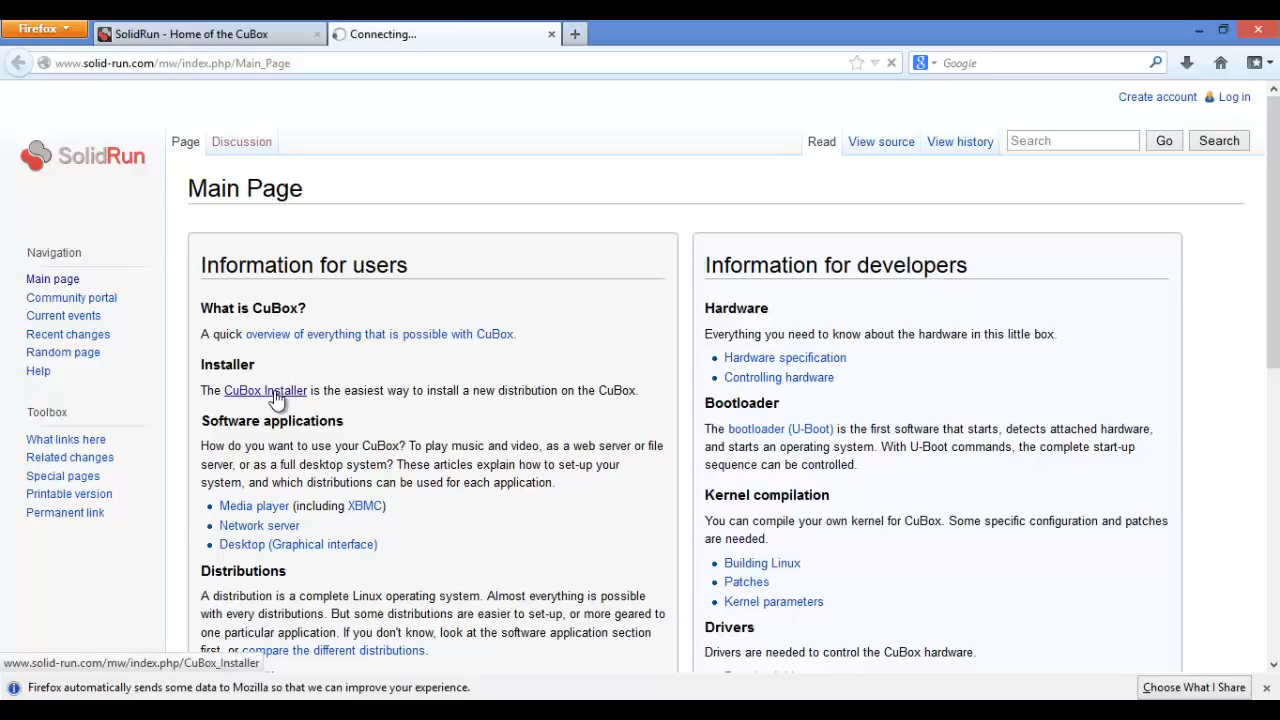 Firefox
SolidRun - Home of the CuBox
Connecting...
www.solid-run.com/mw/index.php/Main_Page
Google
Create account
Log in
SolidRun
Page
Discussion
Read
View source
View history
Search
Go
Search
Main Page
Navigation
Main page
Community portal
Current events
Recent changes
Random page
Help
Toolbox
What links here
Related changes
Special pages
Printable version
Permanent link
Information for users
What is CuBox?
A quick overview of everything that is possible with CuBox.
Installer
The CuBox Installer is the easiest way to install a new distribution on the CuBox.
Software applications
How do you want to use your CuBox? To play music and video, as a web server or file
server, or as a full desktop system? These articles explain how to set-up your
system, and which distributions can be used for each application.
Media player (including XBMC)
Network server
Desktop (Graphical interface)
Distributions
A distribution is a complete Linux operating system. Almost everything is possible
with every distributions. But some distributions are easier to set-up, or more geared to
one particular application. If you don't know, look at the software application section
first, or compare the different distributions.
Information for developers
Hardware
Everything you need to know about the hardware in this little box.
Hardware specification
Controlling hardware
Bootloader
The bootloader (U-Boot) is the first software that starts, detects attached hardware,
and starts an operating system. With U-Boot commands, the complete start-up
sequence can be controlled.
Kernel compilation
You can compile your own kernel for CuBox. Some specific configuration and patches
are needed.
Building Linux
Patches
Kernel parameters
Drivers
Drivers are needed to control the CuBox hardware.
www.solid-run.com/mw/index.php/CuBox_Installer
Firefox automatically sends some data to Mozilla so that we can improve your experience.
Choose What I Share